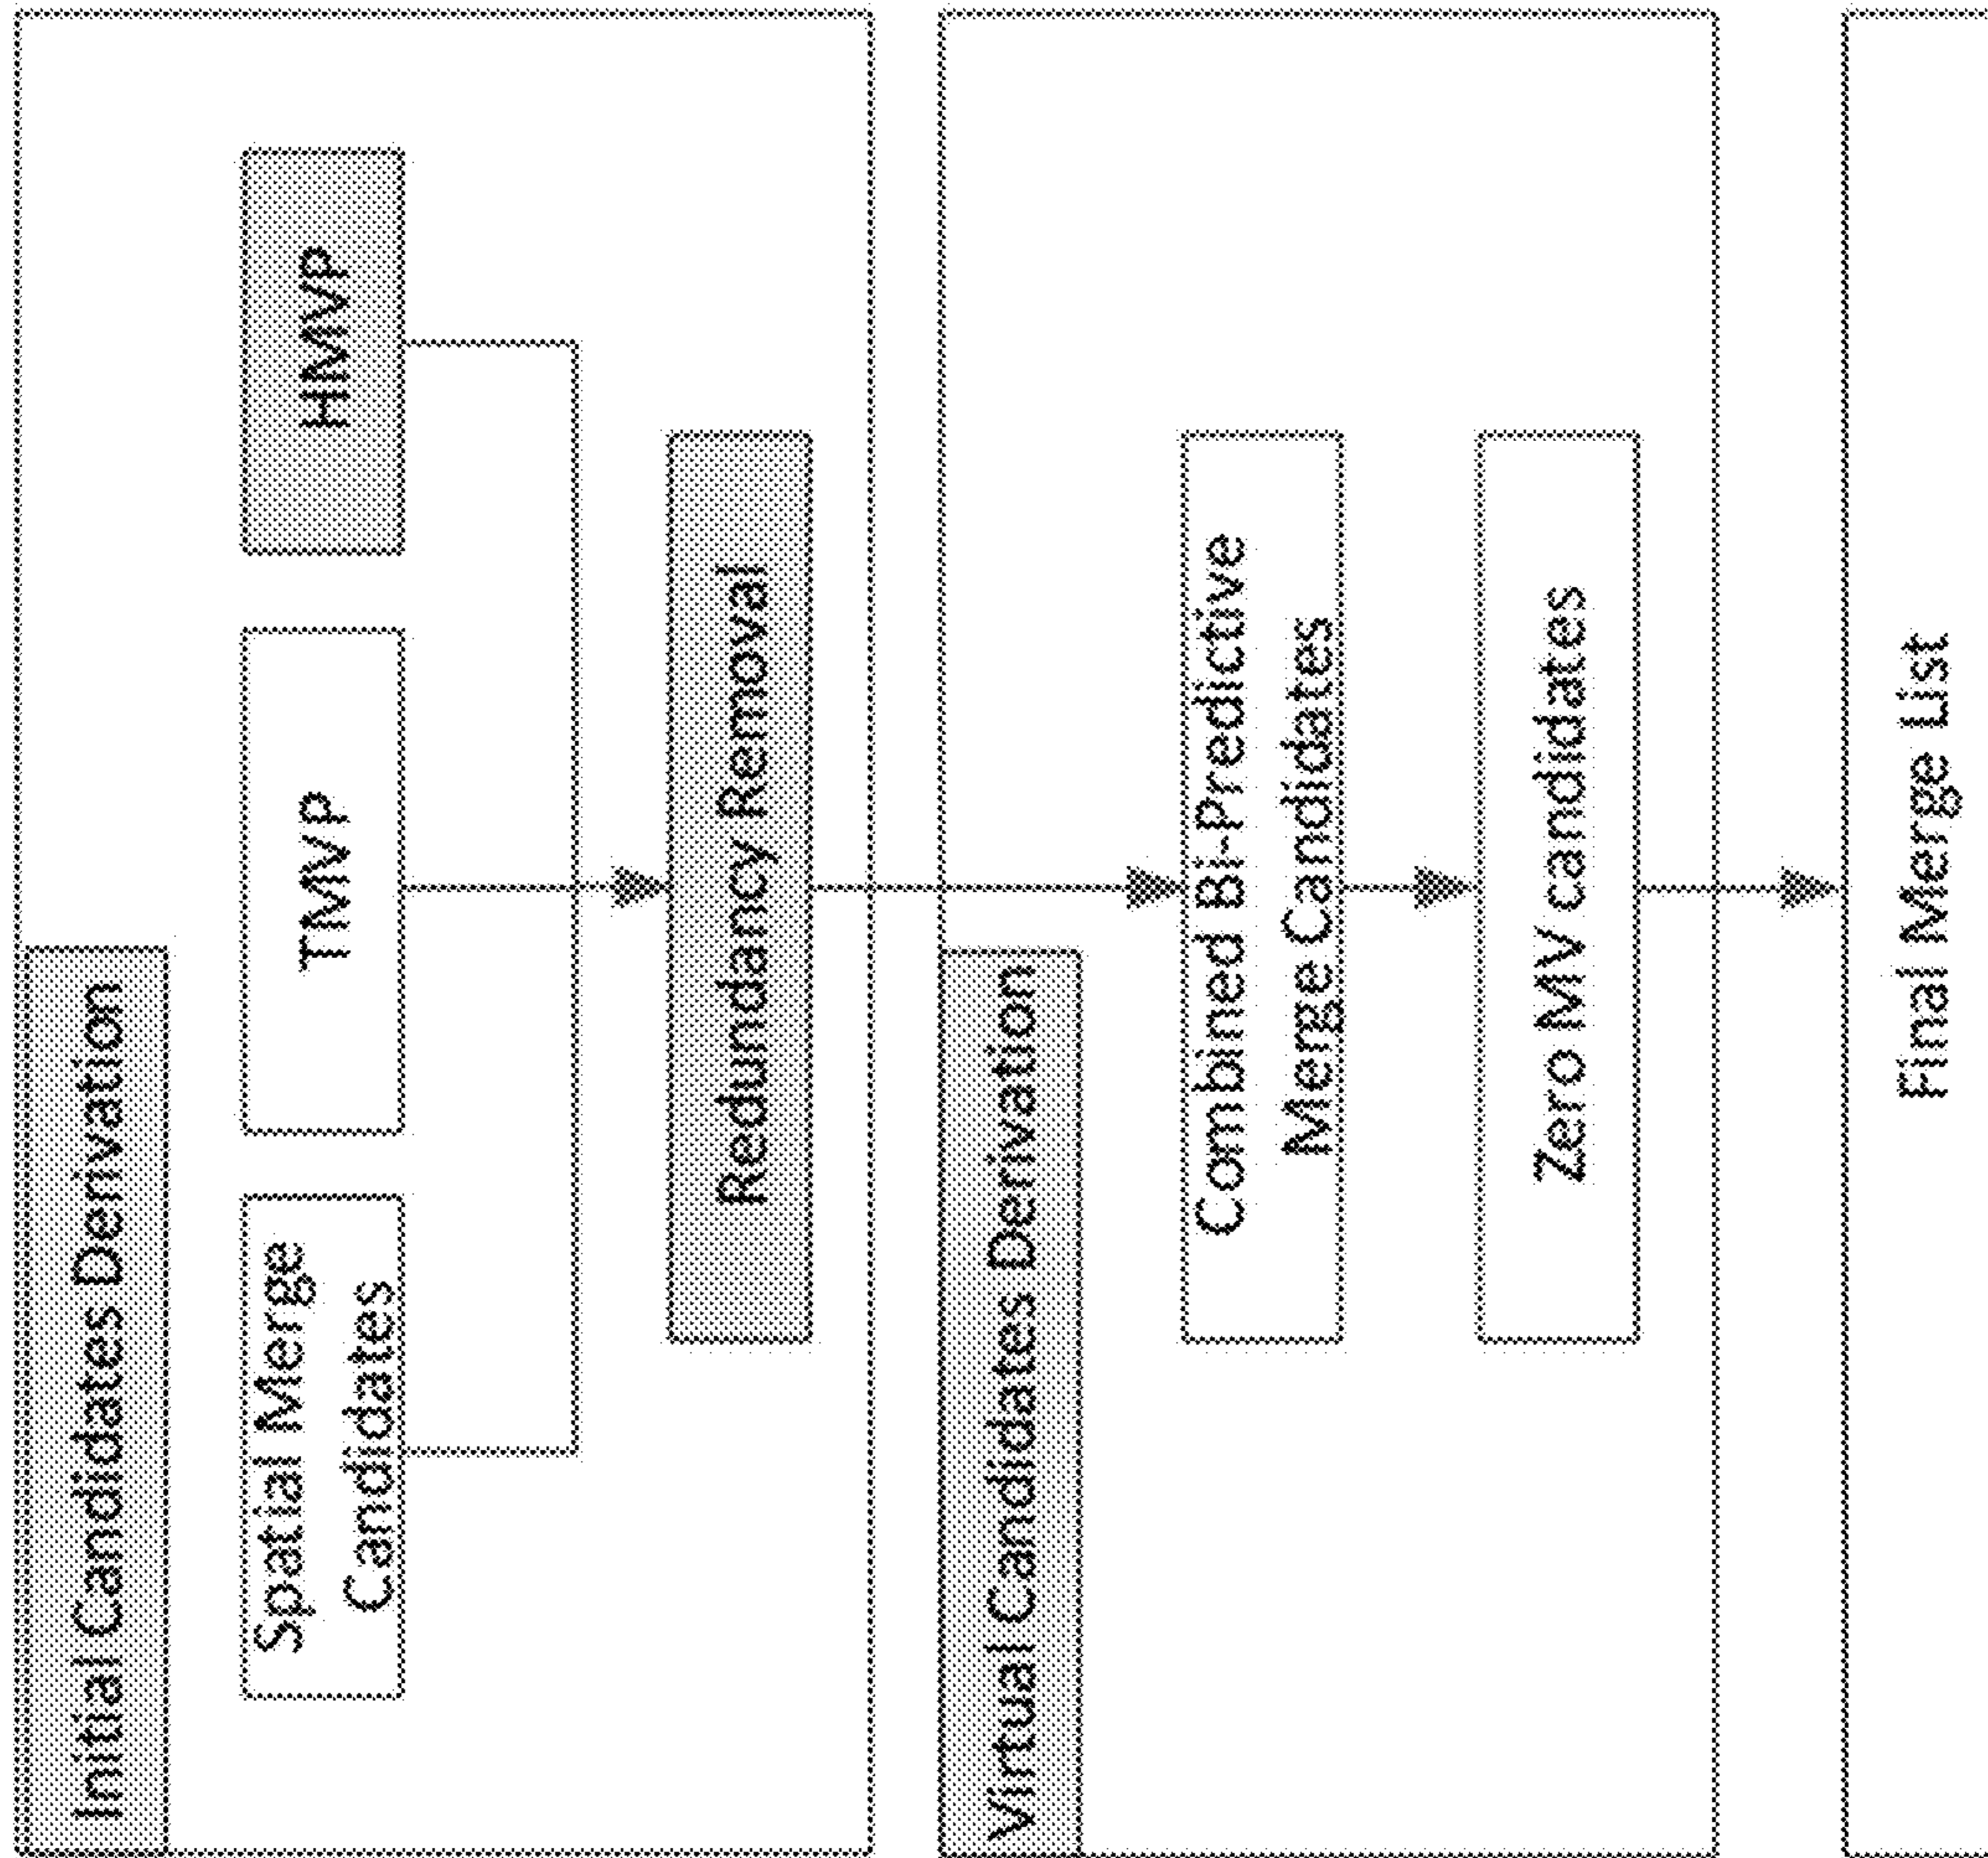 Initial Candidates Derivation
Spatial Merge
Candidates
TMVP
HMVP
Redundancy Removal
Virtual Candidates Derivation
Combined Bi-Predictive
Merge Candidates
Zero MV candidates
Final Merge List